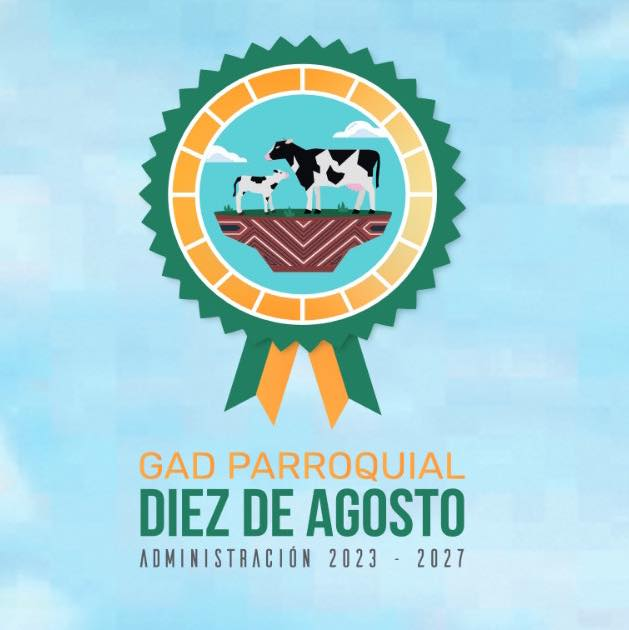 GAD PARROQUIAL
DIEZ DE AGOSTO
ADMINISTRACIÓN 2023 - 2027